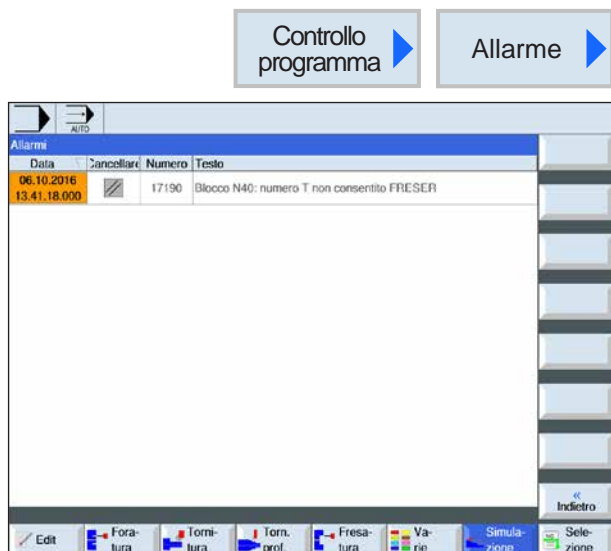 Controllo
programma
Allarme
AUTO
Allarmi
Data Cancellare Numero Testo
06.10.2016
13.41.18.000
17190 Blocco N40: numero T non consentito FRESER
«
Indietro
Edit
Fora-
tura
Torni-
tura
Torn.
prof.
Fresa-
tura
Va-
rie
Simula-
zione
Sele-
zione